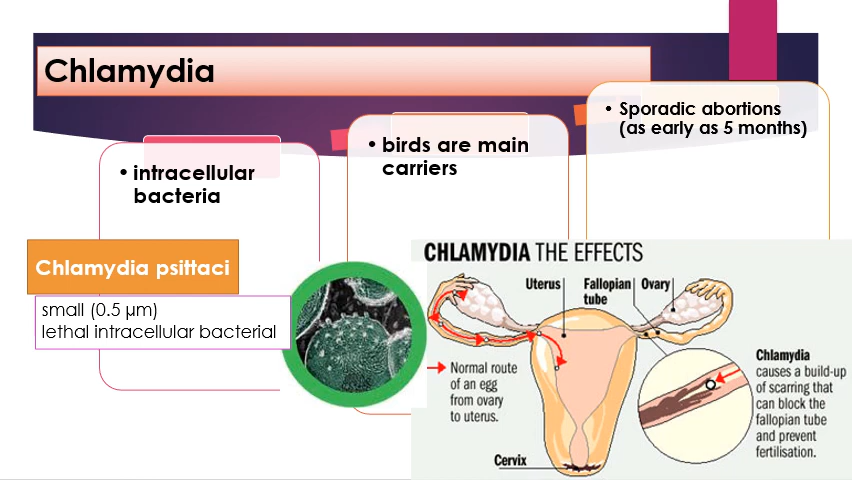 Chlamydia
• intracellular
bacteria
• birds are main
carriers
• Sporadic abortions
(as early as 5 months)
Chlamydia psittaci
small (0.5 µm)
lethal intracellular bacterial
CHLAMYDIA THE EFFECTS
Uterus
Fallopian
tube
Ovary
Normal route
of an egg
from ovary
to uterus.
Chlamydia
causes a build-up
of scarring that
can block the
fallopian tube
and prevent
fertilisation.
Cervix